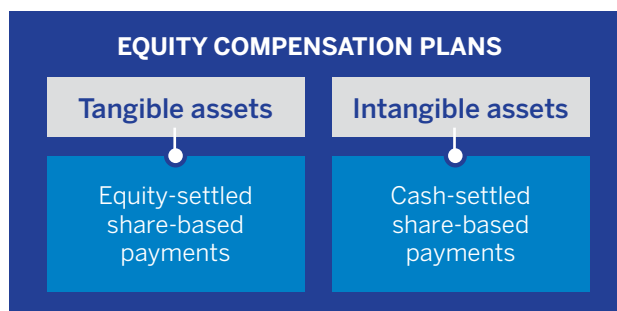 EQUITY COMPENSATION PLANS
Tangible assets
Intangible assets
Equity-settled
share-based
payments
Cash-settled
share-based
payments